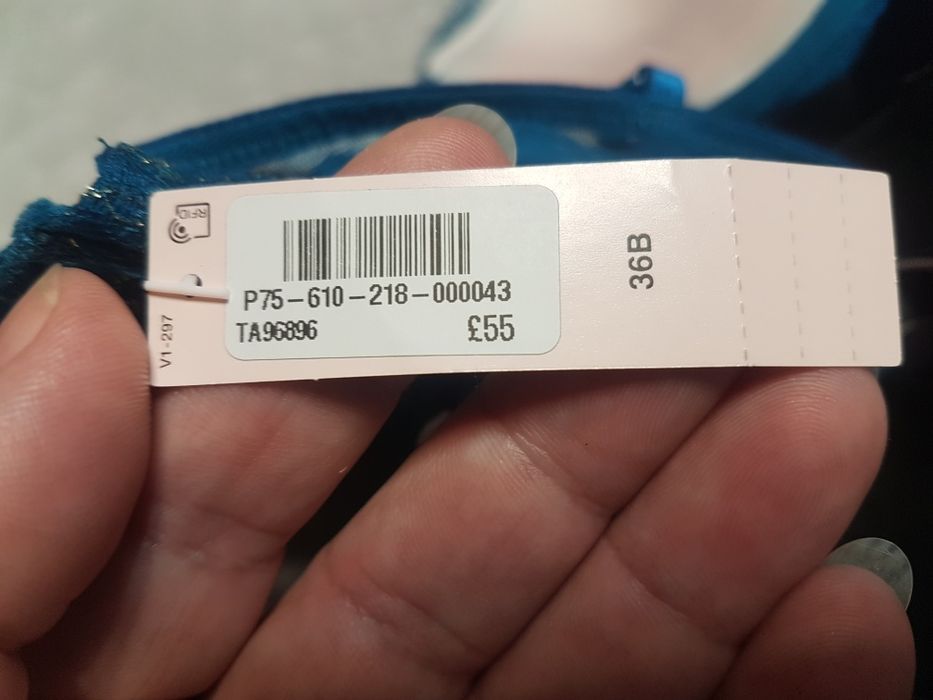 RFID
P75-610-218-000043
TA96896 £55
V1-297
36B